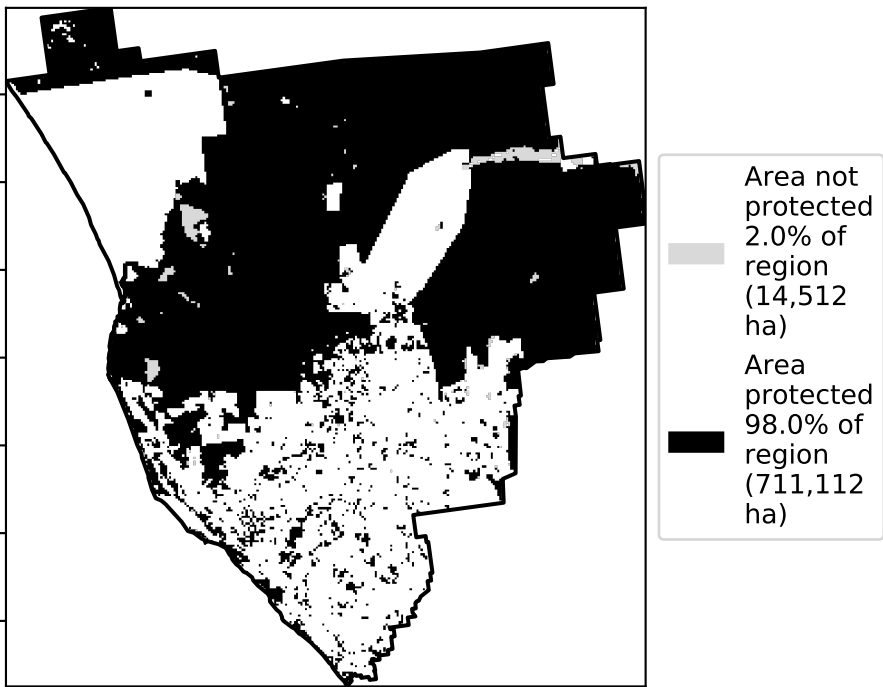 Area not
protected
2.0% of
region
(14,512
ha)
Area
protected
98.0% of
region
(711,112
ha)